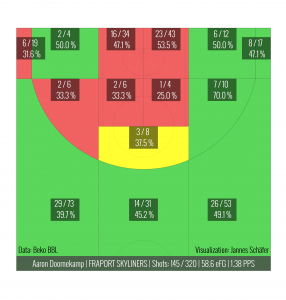 2 / 4 16 / 34 23 / 43 6 / 12
6 / 19 50.0 % 47.1 % 53.5 % 50.0 % 8 / 17
31.6 % 47.1 %
2 / 6 2 / 6 1 / 4 7 / 10
33.3 % 33.3 % 25.0 % 70.0 %
3 / 8
37.5 %
29 / 73 14 / 31 26 / 53
39.7 % 45.2 % 49.1 %
Data: Beko BBL Visualization: Jannes Schäfer
Aaron Doornekamp | FRAPORT SKYLINERS | Shots: 145 / 320 | 58.6 eFG | 1.38 PPS